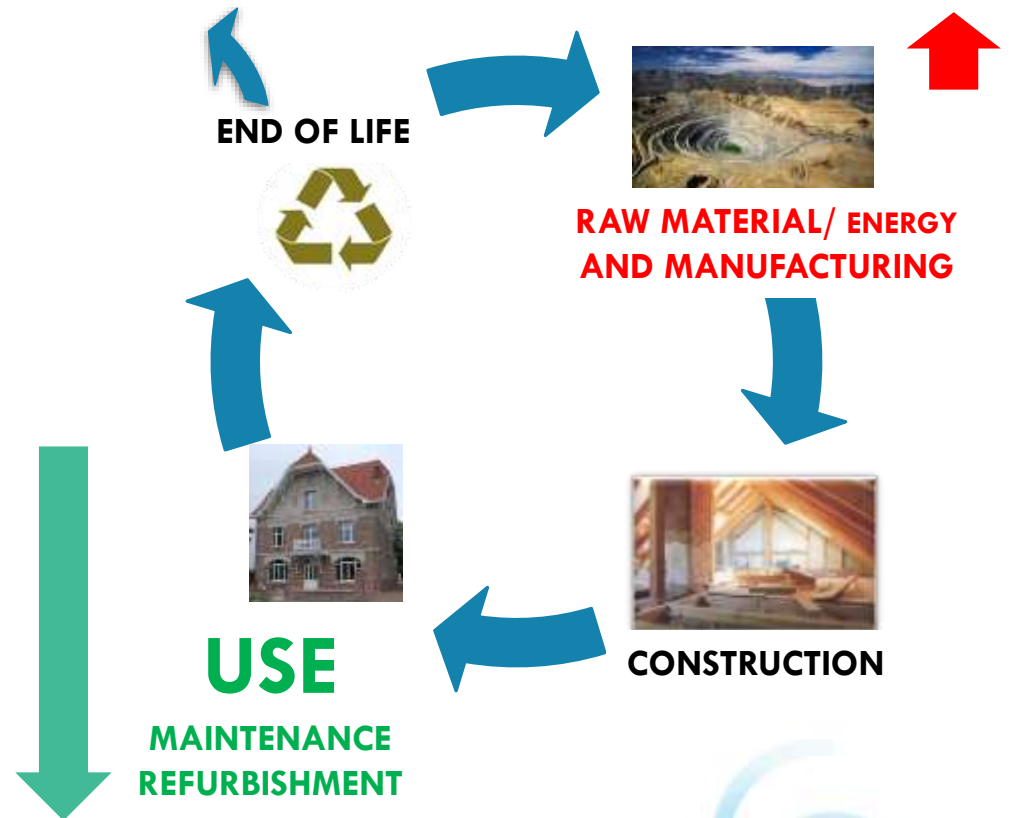 END OF LIFE
RAW MATERIAL/ ENERGY
AND MANUFACTURING
CONSTRUCTION
USE
MAINTENANCE
REFURBISHMENT